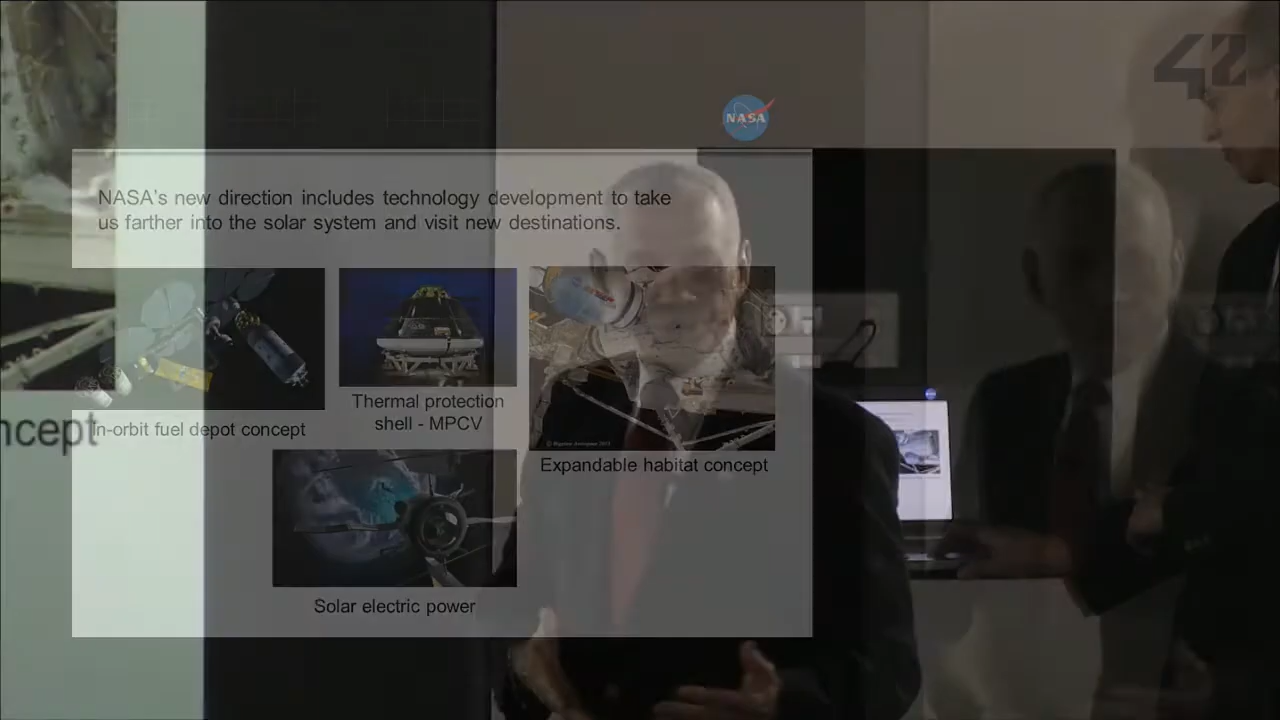 42
NASA
NASA's new direction includes technology development to take
us farther into the solar system and visit new destinations.
In-orbit fuel depot concept
ncept
Thermal protection
shell - MPCV
Expandable habitat concept
Solar electric power